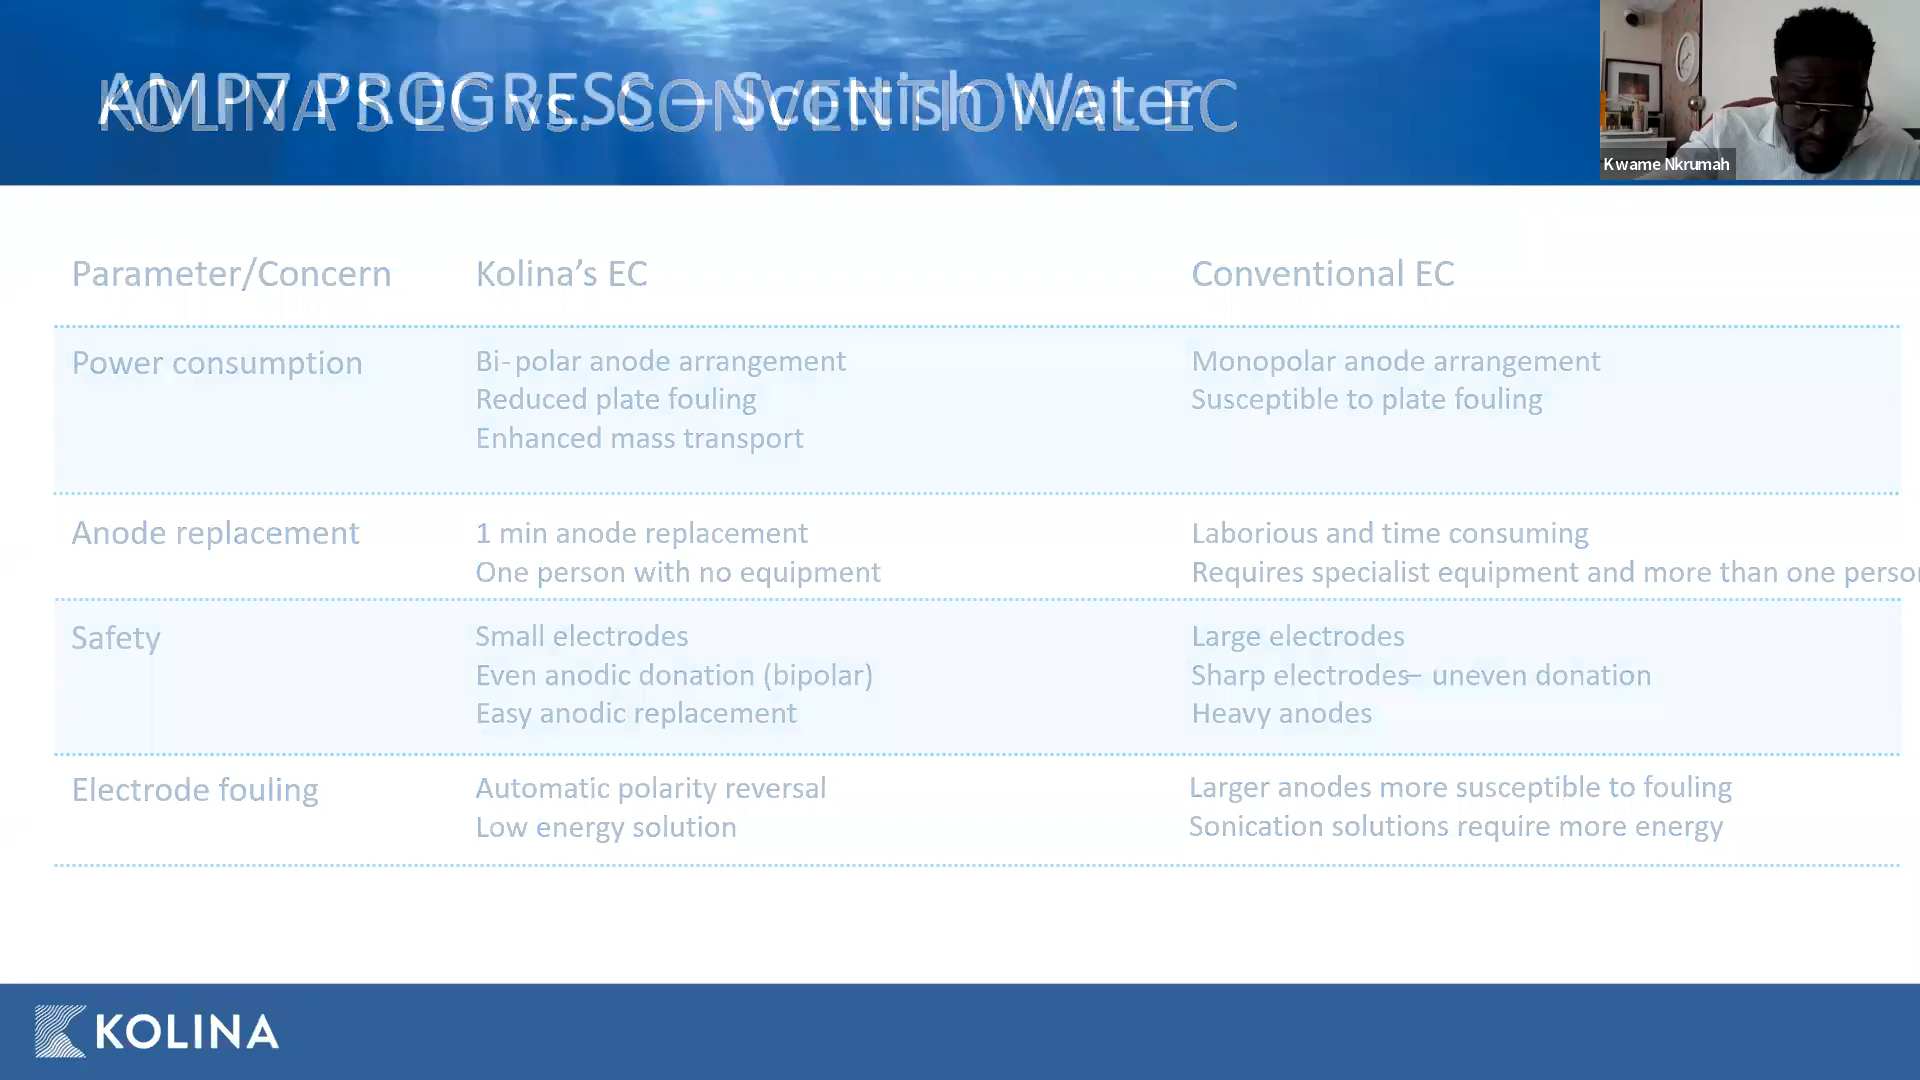 AMP7 PROGRESS – Scottish Water
KOLINA'S EC vs. CONVENTIONAL EC
Kwame Nkrumah
Parameter/Concern Kolina’s EC Conventional EC
Power consumption Bi-polar anode arrangement Monopolar anode arrangement
Reduced plate fouling Susceptible to plate fouling
Enhanced mass transport
Anode replacement 1 min anode replacement Laborious and time consuming
One person with no equipment Requires specialist equipment and more than one person
Safety Small electrodes Large electrodes
Even anodic donation (bipolar) Sharp electrodes– uneven donation
Easy anodic replacement Heavy anodes
Electrode fouling Automatic polarity reversal Larger anodes more susceptible to fouling
Low energy solution Sonication solutions require more energy
KOLINA